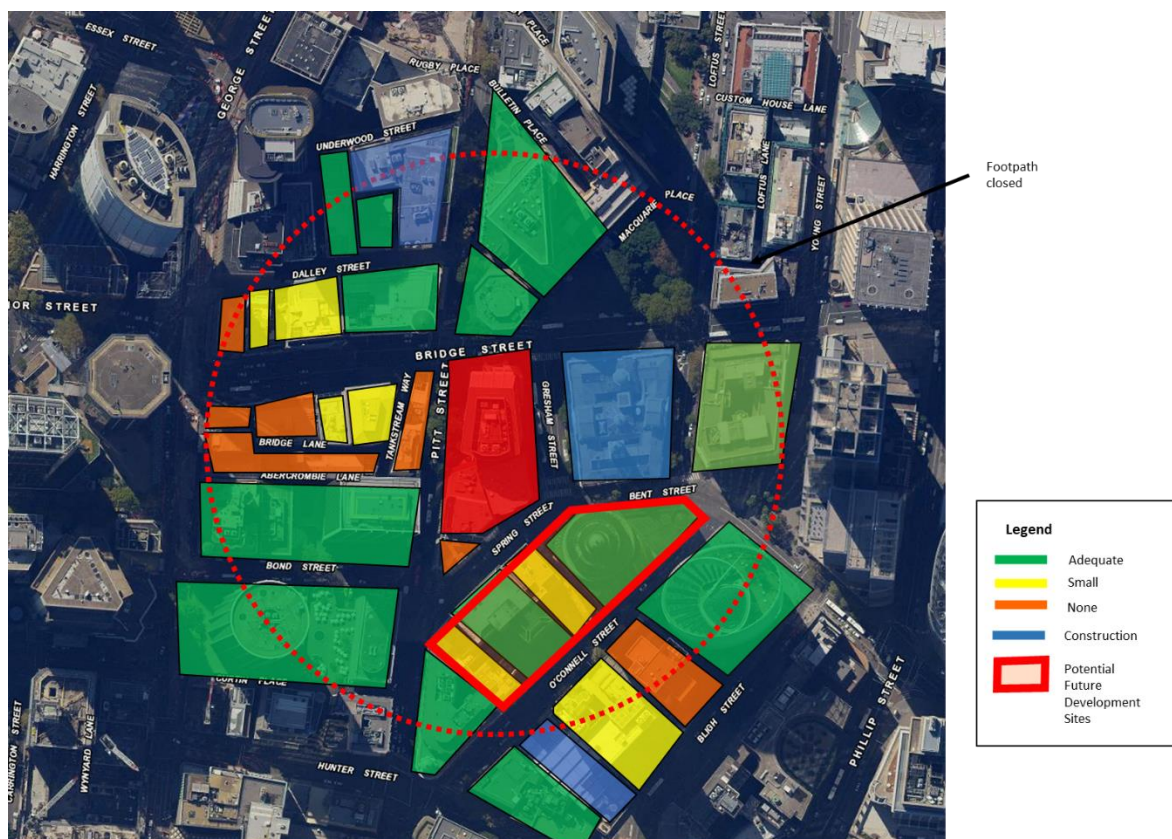 ESSEX STREET
GEORGE STREET
HARRINGTON STREET
RUGBY PLACE
PLACE
BULLETIN PLACE
UNDERWOOD STREET
LOFTUS STREET
CUSTOM HOUSE LANE
LOFTUS LANE
YOUNG STREET
MACQUARIE PLACE
Footpath
closed
DALLEY STREET
STREET
BRIDGE STREET
PITT STREET
TANKSTREAM WAY
GRESHAM STREET
BRIDGE LANE
ABERCROMBIE LANE
BENT STREET
SPRING STREET
BOND STREET
O'CONNELL STREET
CURTIN PLACE
BLIGH STREET
PHILLIP STREET
HUNTER STREET
CARRINGTON STREET
WYNYARD LANE
Legend
Adequate
Small
None
Construction
Potential
Future
Development
Sites